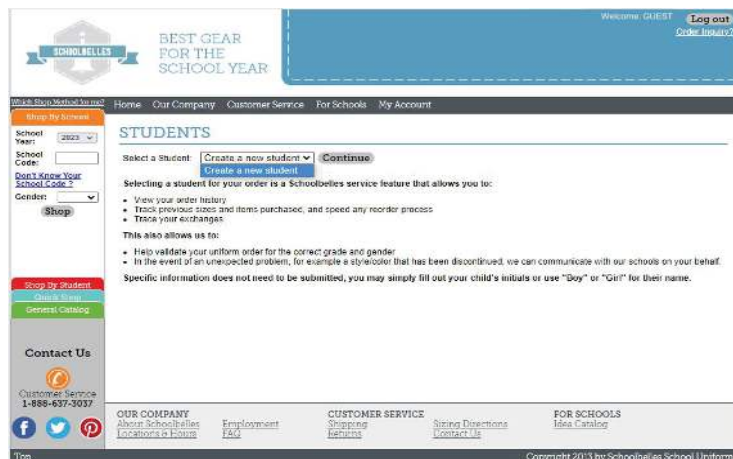 SCHOOLBELLES
BEST GEAR
FOR THE
SCHOOL YEAR
Welcome: GUEST
Log out
Order Inquiry?
Which Shop Method for me?
Home Our Company Customer Service For Schools My Account
Shop By School
School Year: 2023
School Code:
Don't Know Your School Code ?
Gender:
Shop
STUDENTS
Select a Student: Create a new student Continue
Create a new student
Selecting a student for your order is a Schoolbelles service feature that allows you to:
• View your order history
• Track previous sizes and items purchased, and speed any reorder process
• Trace your exchanges
This also allows us to:
• Help validate your uniform order for the correct grade and gender
• In the event of an unexpected problem, for example a style/color that has been discontinued, we can communicate with our schools on your behalf.
Specific information does not need to be submitted, you may simply fill out your child's initials or use "Boy" or "Girl" for their name.
Shop By Student
Quick Shop
General Catalog
Contact Us
Customer Service
1-888-637-3037
OUR COMPANY
About Schoolbelles
Locations & Hours
Employment
FAQ
CUSTOMER SERVICE
Shipping
Returns
Sizing Directions
Contact Us
FOR SCHOOLS
Idea Catalog
Top
Copyright 2013 by Schoolbelles School Uniform